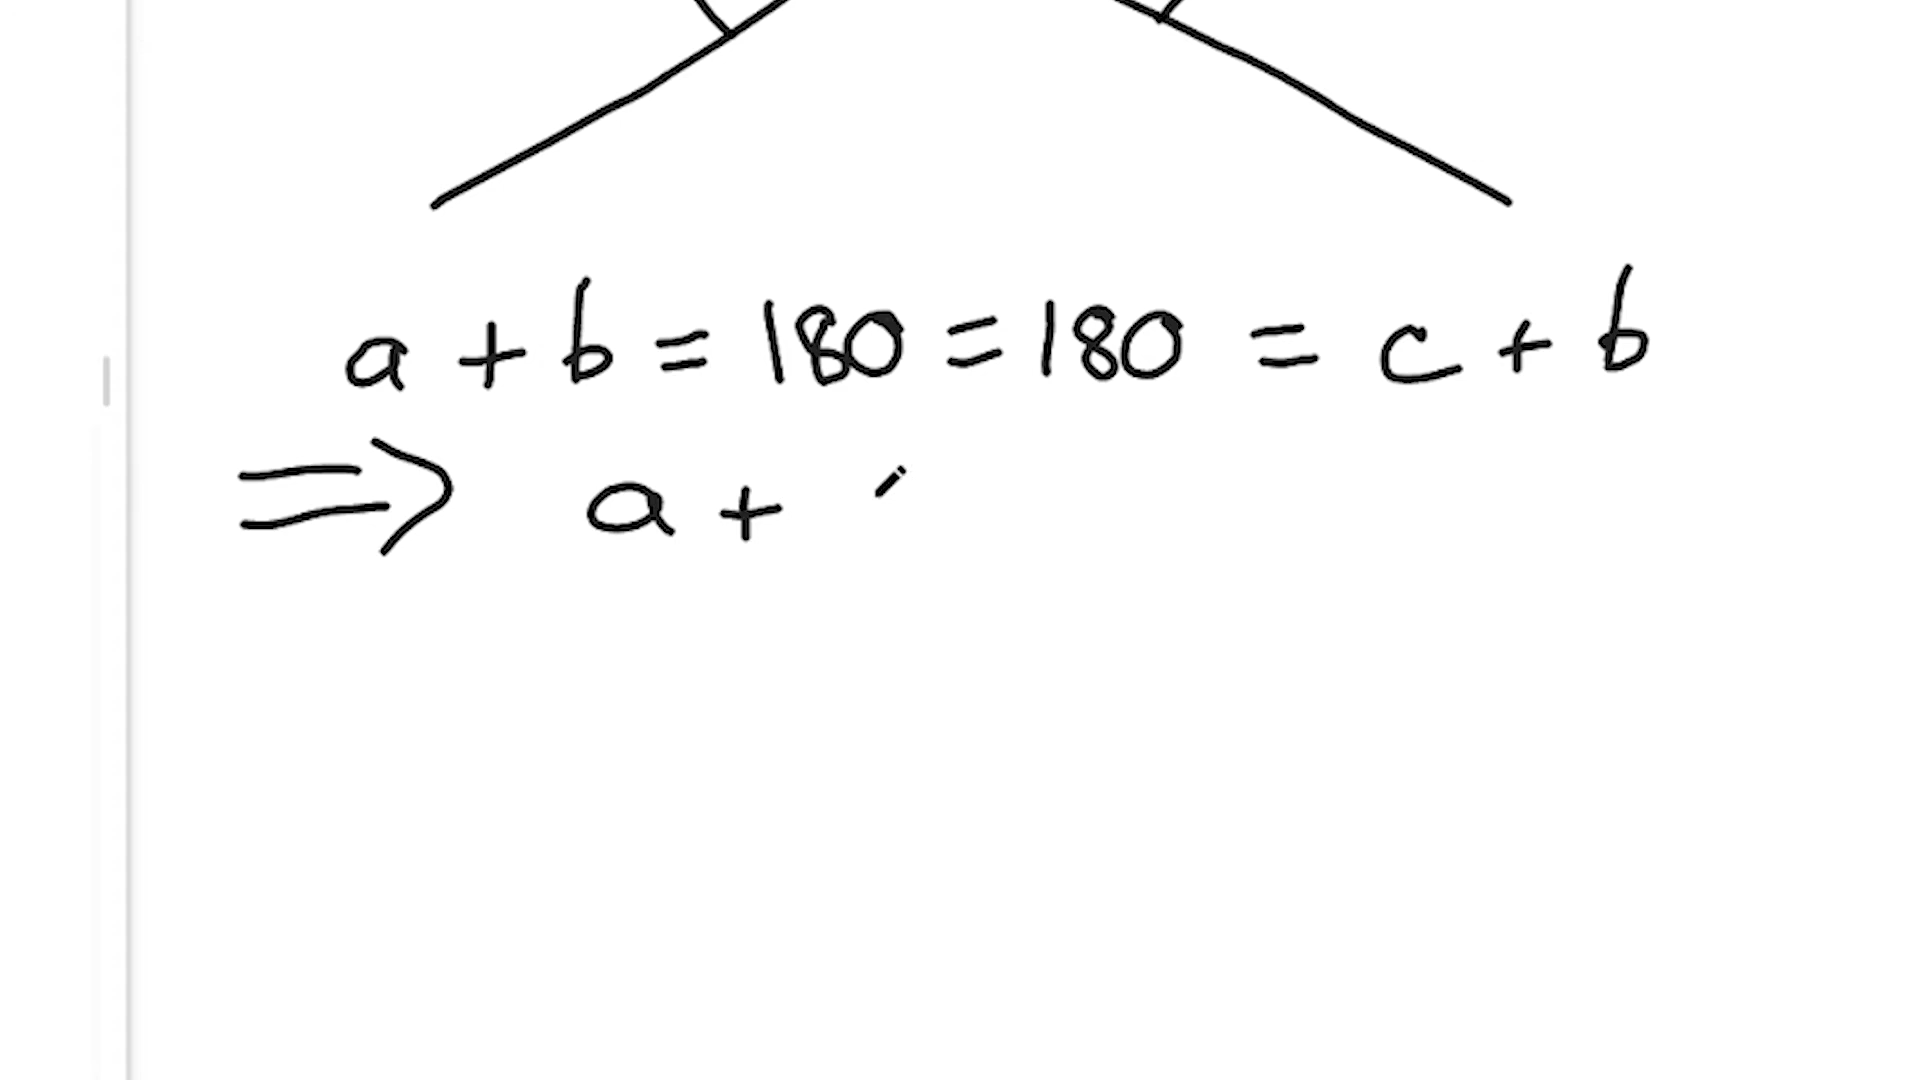 a + b = 180 = 180 = c + b
⇒ a +